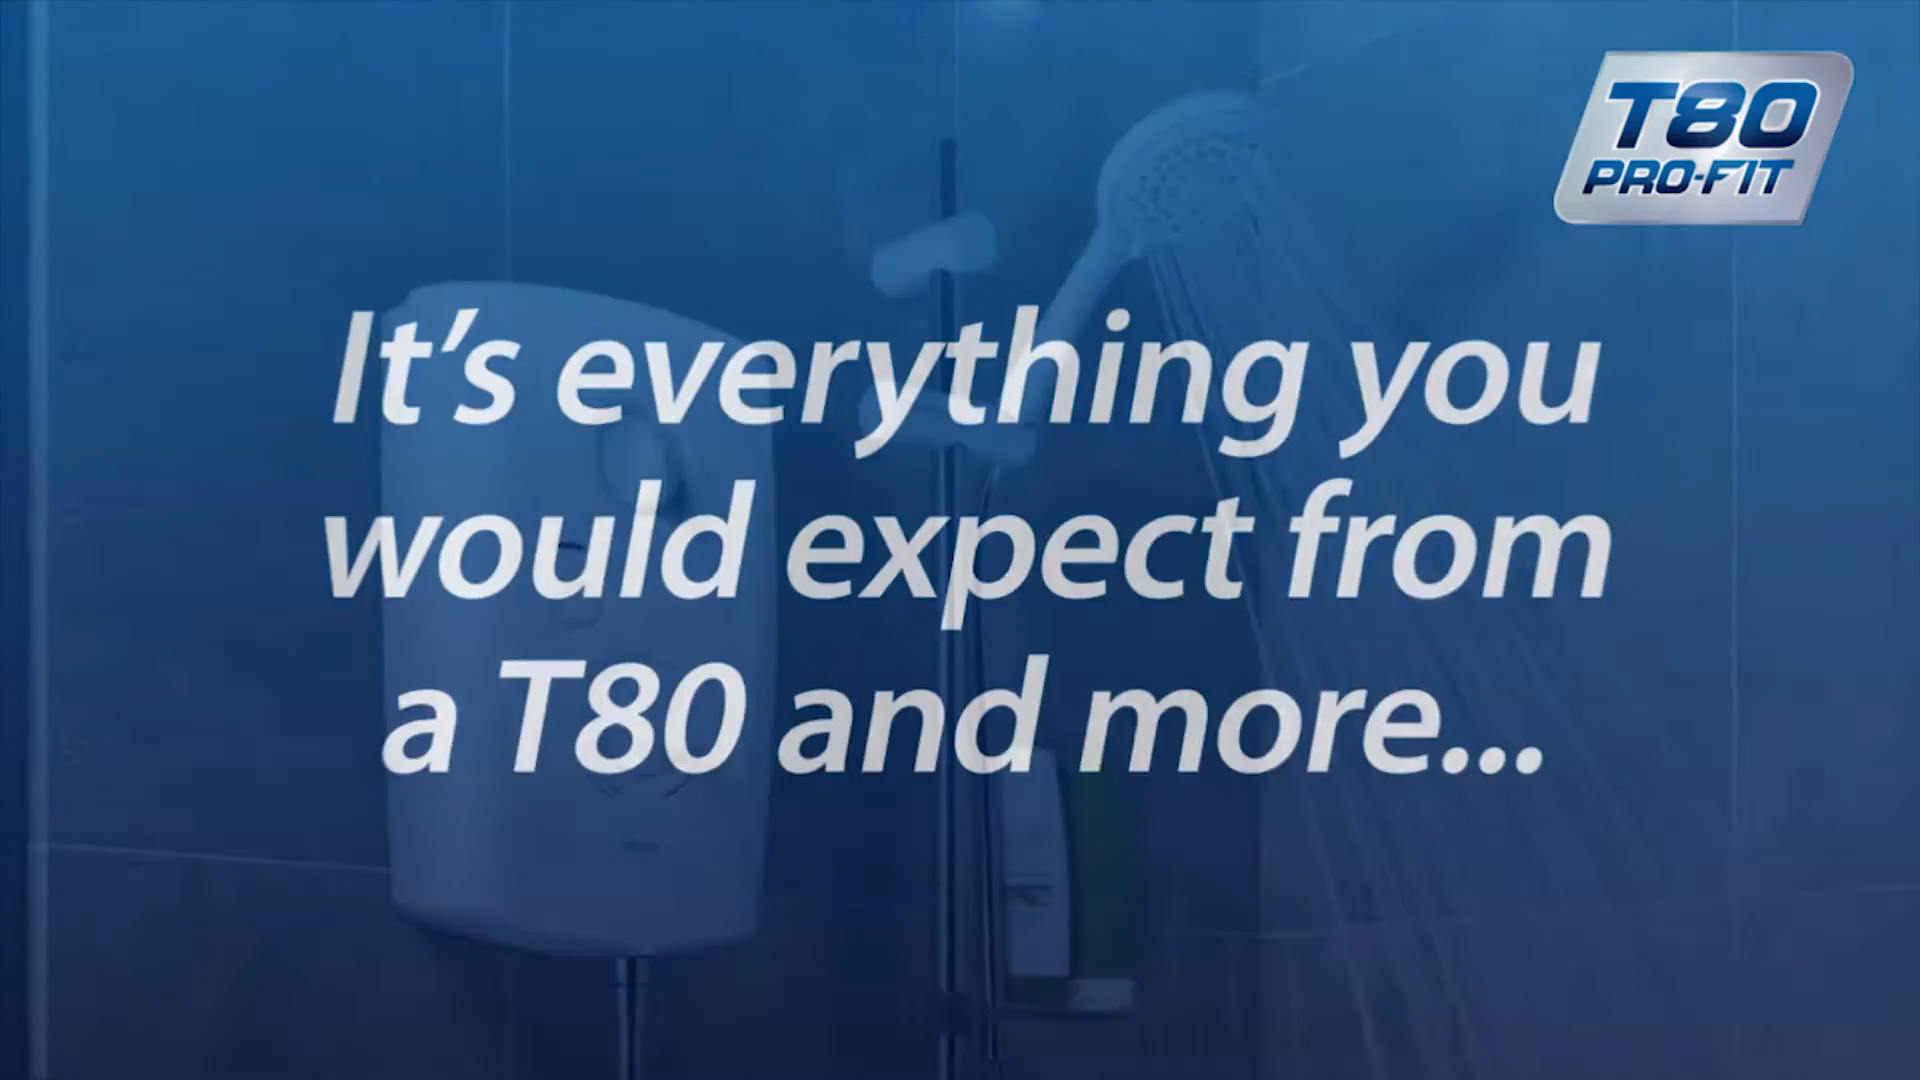 T80
PRO-FIT
It's everything you
would expect from
a T80 and more...